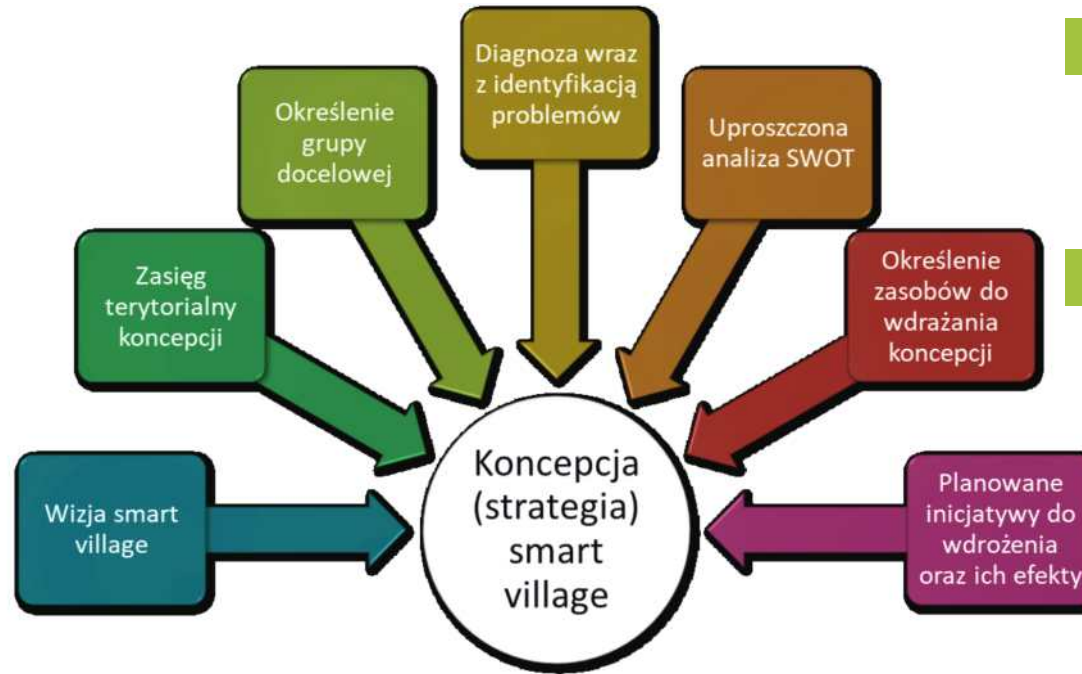 Diagnoza wraz
z identyfikacją
problemów
Określenie
grupy
docelowej
Uproszczona
analiza SWOT
Zasięg
terytorialny
koncepcji
Określenie
zasobów do
wdrażania
koncepcji
Wizja smart
village
Koncepcja
(strategia)
smart
village
Planowane
inicjatywy do
wdrożenia
oraz ich efekty